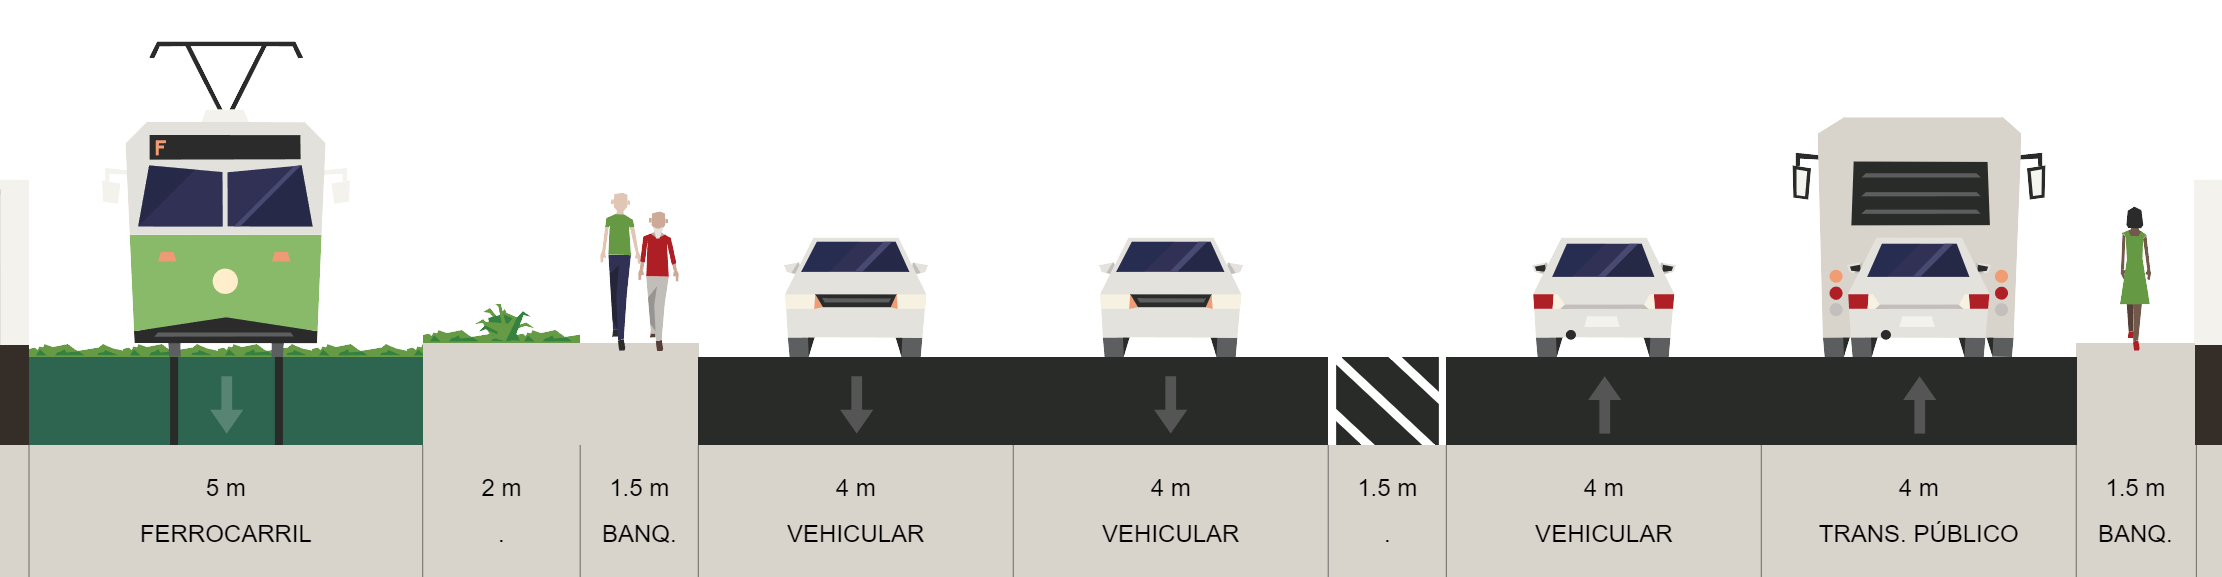 F
5 m
2 m
1.5 m
4 m
4 m
1.5 m
4 m
4 m
1.5 m
FERROCARRIL
.
BANQ.
VEHICULAR
VEHICULAR
.
VEHICULAR
TRANS. PÚBLICO
BANQ.